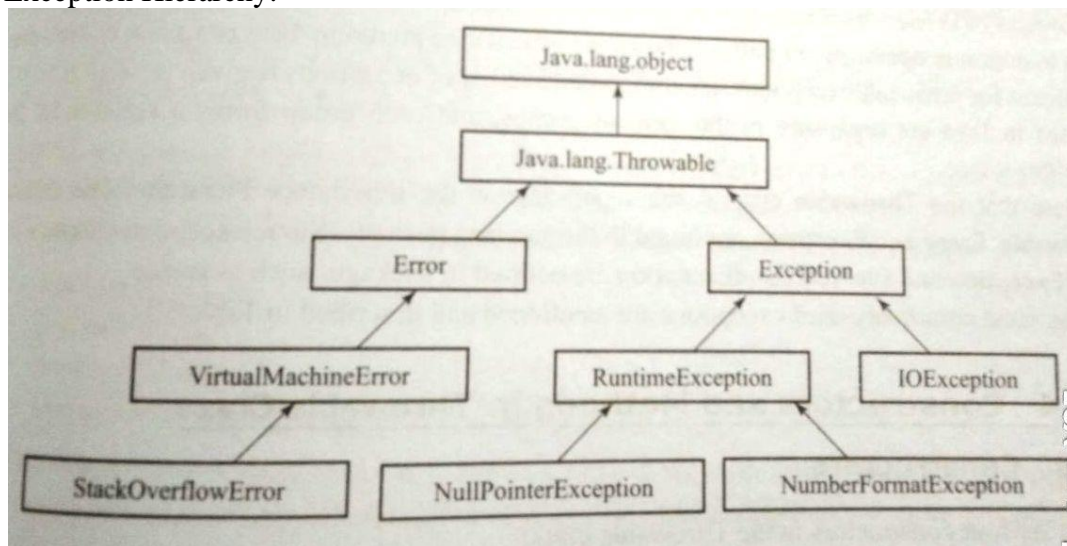 Exception Hierarchy:
Java.lang.object
Java.lang.Throwable
Error
Exception
VirtualMachineError
RuntimeException
IOException
StackOverflowError
NullPointerException
NumberFormatException